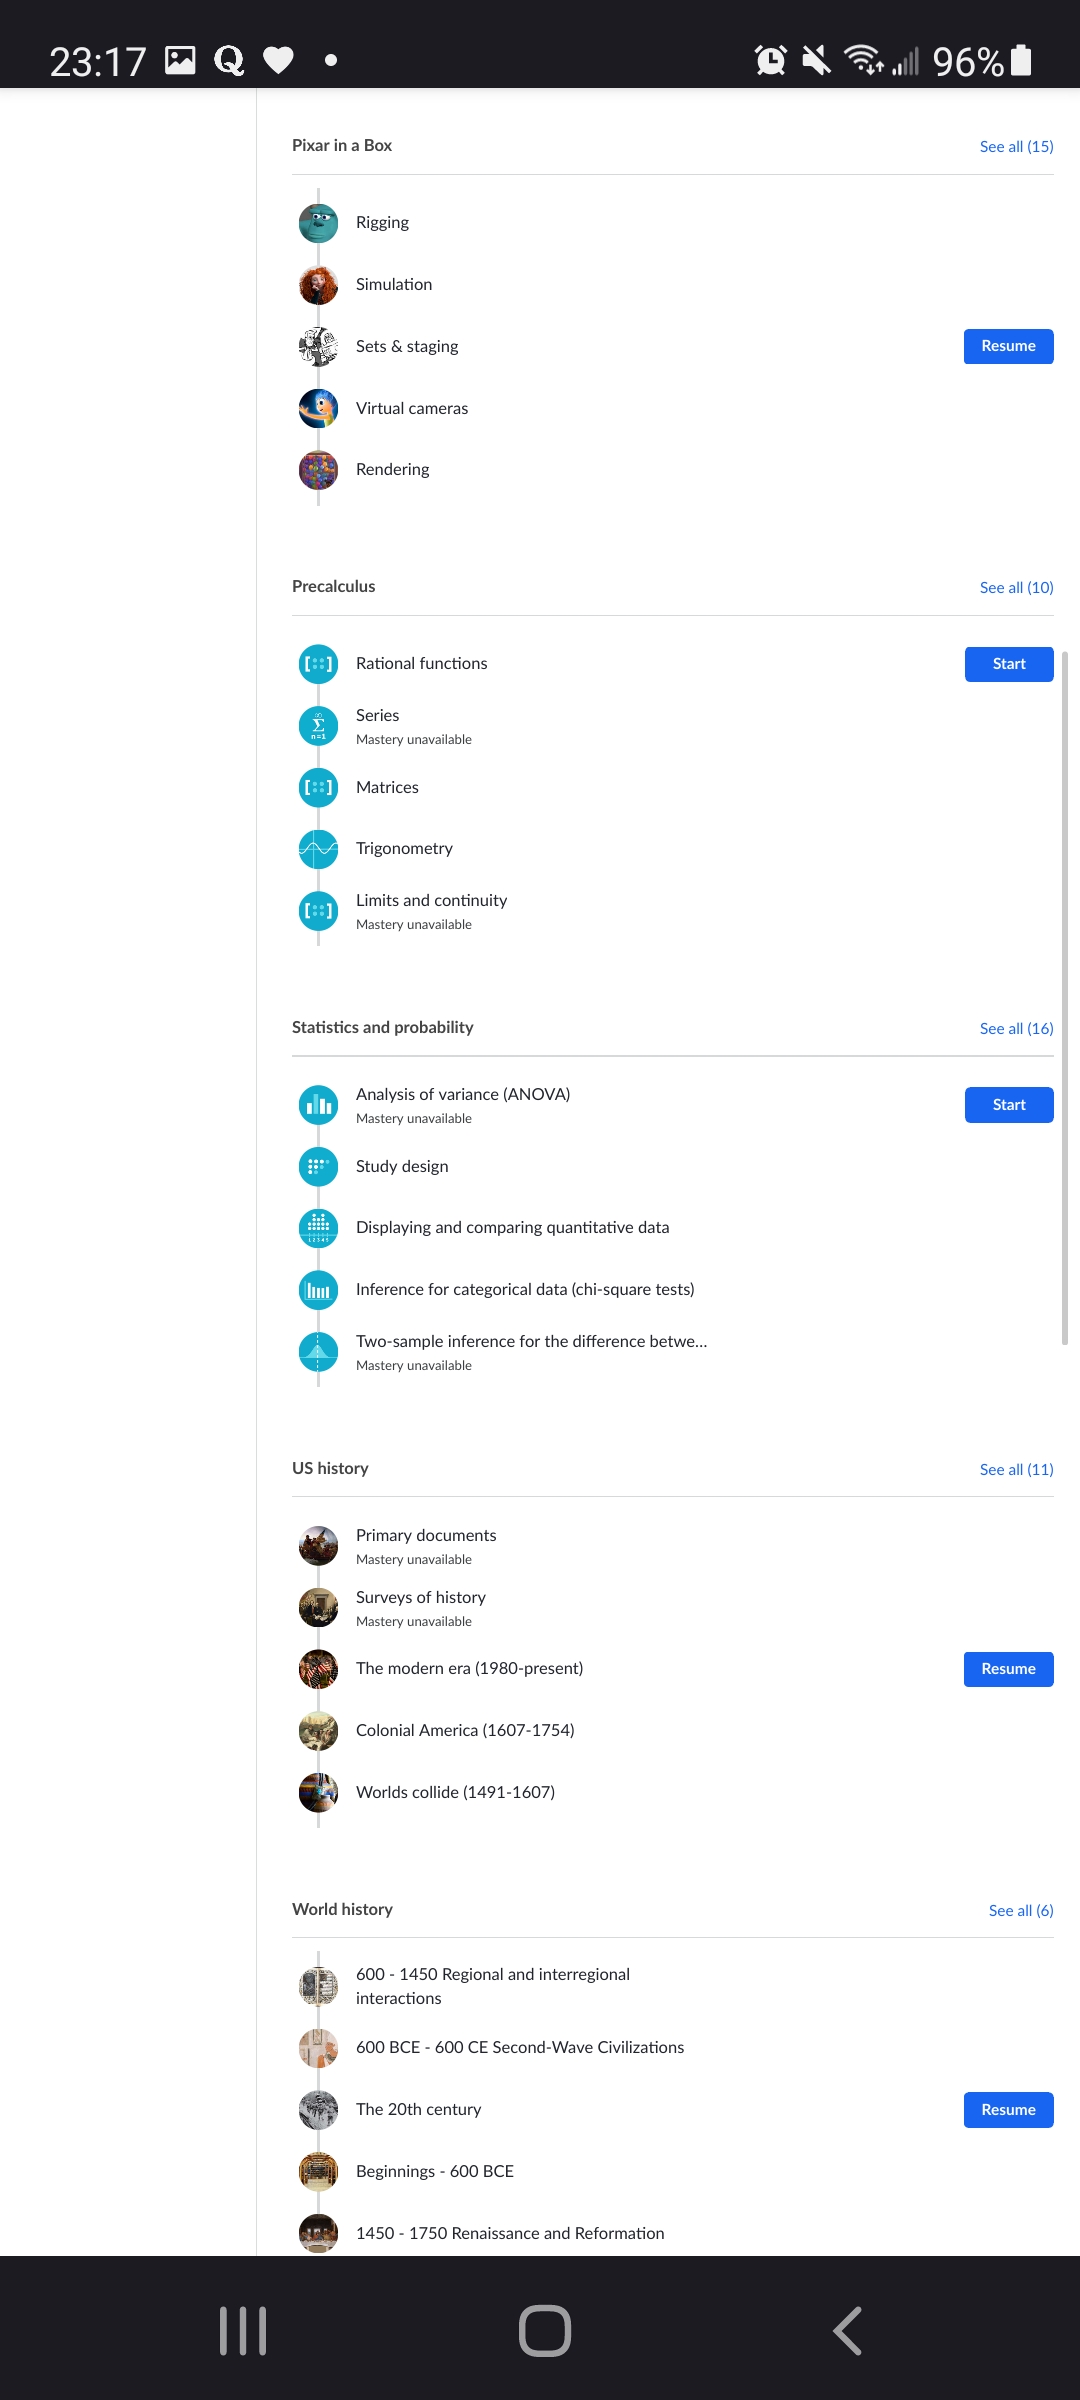 23:17
96%
Pixar in a Box
See all (15)
Rigging
Simulation
Sets & staging
Resume
Virtual cameras
Rendering
Precalculus
See all (10)
Rational functions
Start
Series
Mastery unavailable
Matrices
Trigonometry
Limits and continuity
Mastery unavailable
Statistics and probability
See all (16)
Analysis of variance (ANOVA)
Mastery unavailable
Start
Study design
Displaying and comparing quantitative data
Inference for categorical data (chi-square tests)
Two-sample inference for the difference betwe...
Mastery unavailable
US history
See all (11)
Primary documents
Mastery unavailable
Surveys of history
Mastery unavailable
The modern era (1980-present)
Resume
Colonial America (1607-1754)
Worlds collide (1491-1607)
World history
See all (6)
600 - 1450 Regional and interregional
interactions
600 BCE - 600 CE Second-Wave Civilizations
The 20th century
Resume
Beginnings - 600 BCE
1450 - 1750 Renaissance and Reformation